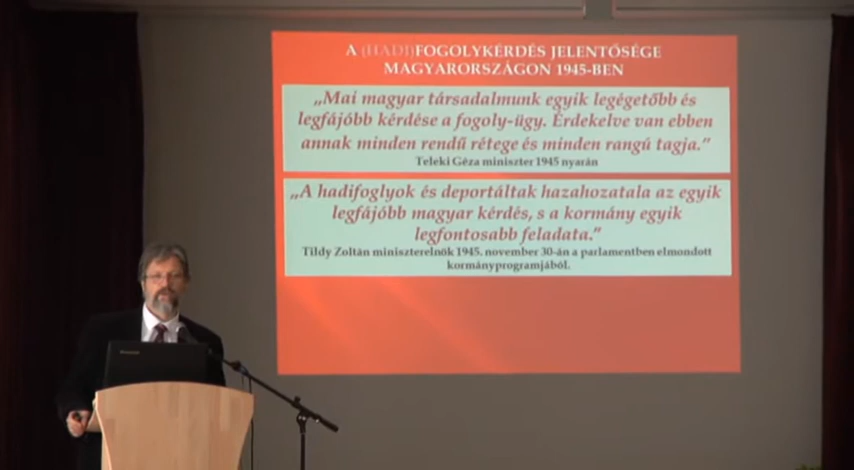 A (HADI)FOGOLYKÉRDÉS JELENTŐSÉGE
MAGYARORSZÁGON 1945-BEN
„Mai magyar társadalmunk egyik legégetőbb és
legfájóbb kérdése a fogoly-ügy. Érdekelve van ebben
annak minden rendű rétege és minden rangú tagja.”
Teleki Géza miniszter 1945 nyarán
„A hadifoglyok és deportáltak hazahozatala az egyik
legfájóbb magyar kérdés, s a kormány egyik
legfontosabb feladata.”
Tildy Zoltán miniszterelnök 1945. november 30-án a parlamentben elmondott
kormányprogramjából.